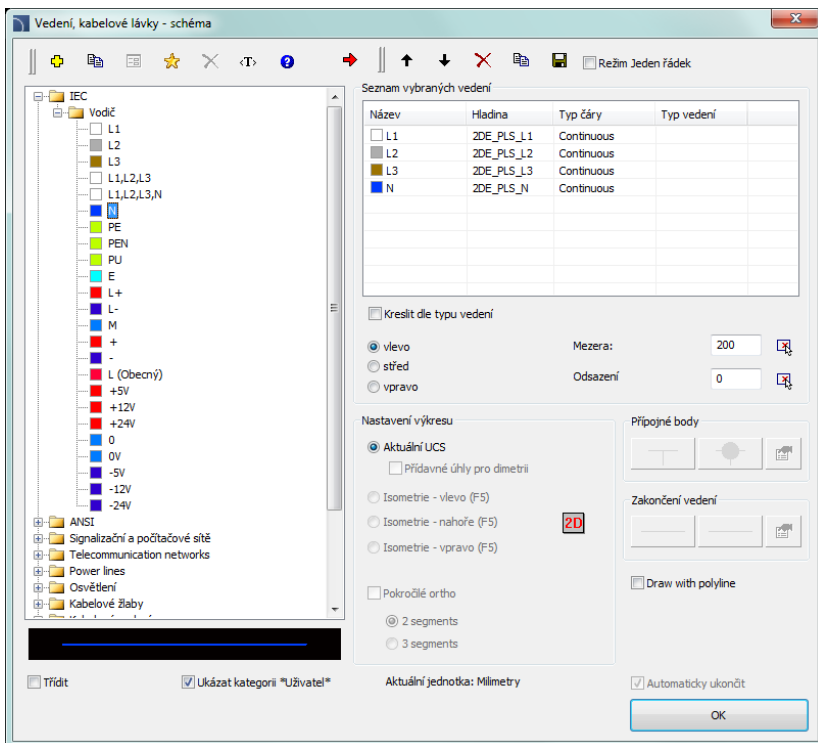 Vedení, kabelové lávky - schéma
‹T›
Režim Jeden řádek
IEC
Vodič
L1
L2
L3
L1,L2,L3
L1,L2,L3,N
N
PE
PEN
PU
E
L+
L-
M
+
-
L (Obecný)
+5V
+12V
+24V
0
0V
-5V
-12V
-24V
ANSI
Signalizační a počítačové sítě
Telecommunication networks
Power lines
Osvětlení
Kabelové žlaby
Třídit
Ukázat kategorii *Uživatel*
Seznam vybraných vedení
Název Hladina Typ čáry Typ vedení
L1 2DE_PLS_L1 Continuous
L2 2DE_PLS_L2 Continuous
L3 2DE_PLS_L3 Continuous
N 2DE_PLS_N Continuous
Kreslit dle typu vedení
vlevo
střed
vpravo
Mezera: 200
Odsazení 0
Nastavení výkresu
Aktuální UCS
Přídavné úhly pro dimetrii
Isometrie - vlevo (F5)
Isometrie - nahoře (F5)
Isometrie - vpravo (F5)
2D
Pokročilé ortho
2 segments
3 segments
Aktuální jednotka: Milimetry
Přípojné body
Zakončení vedení
Draw with polyline
Automaticky ukončit
OK